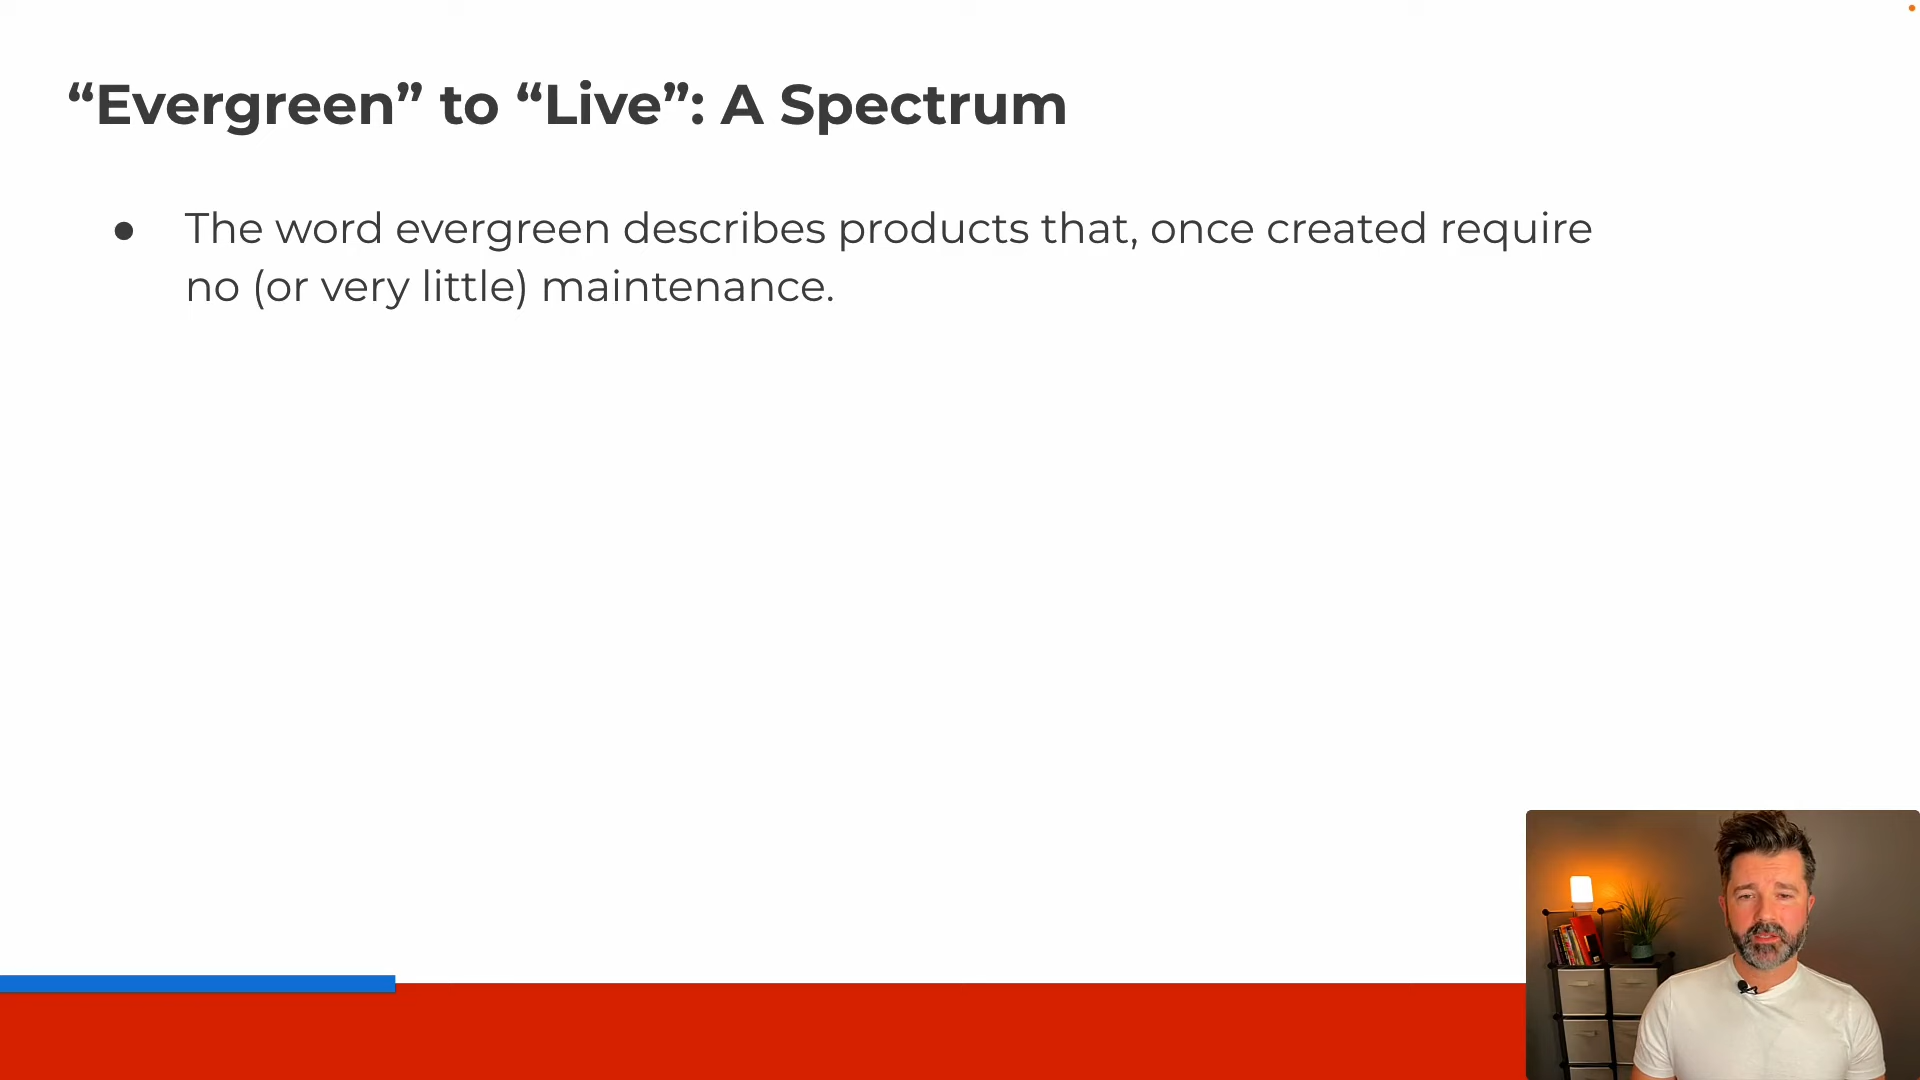 “Evergreen” to “Live”: A Spectrum
● The word evergreen describes products that, once created require
no (or very little) maintenance.